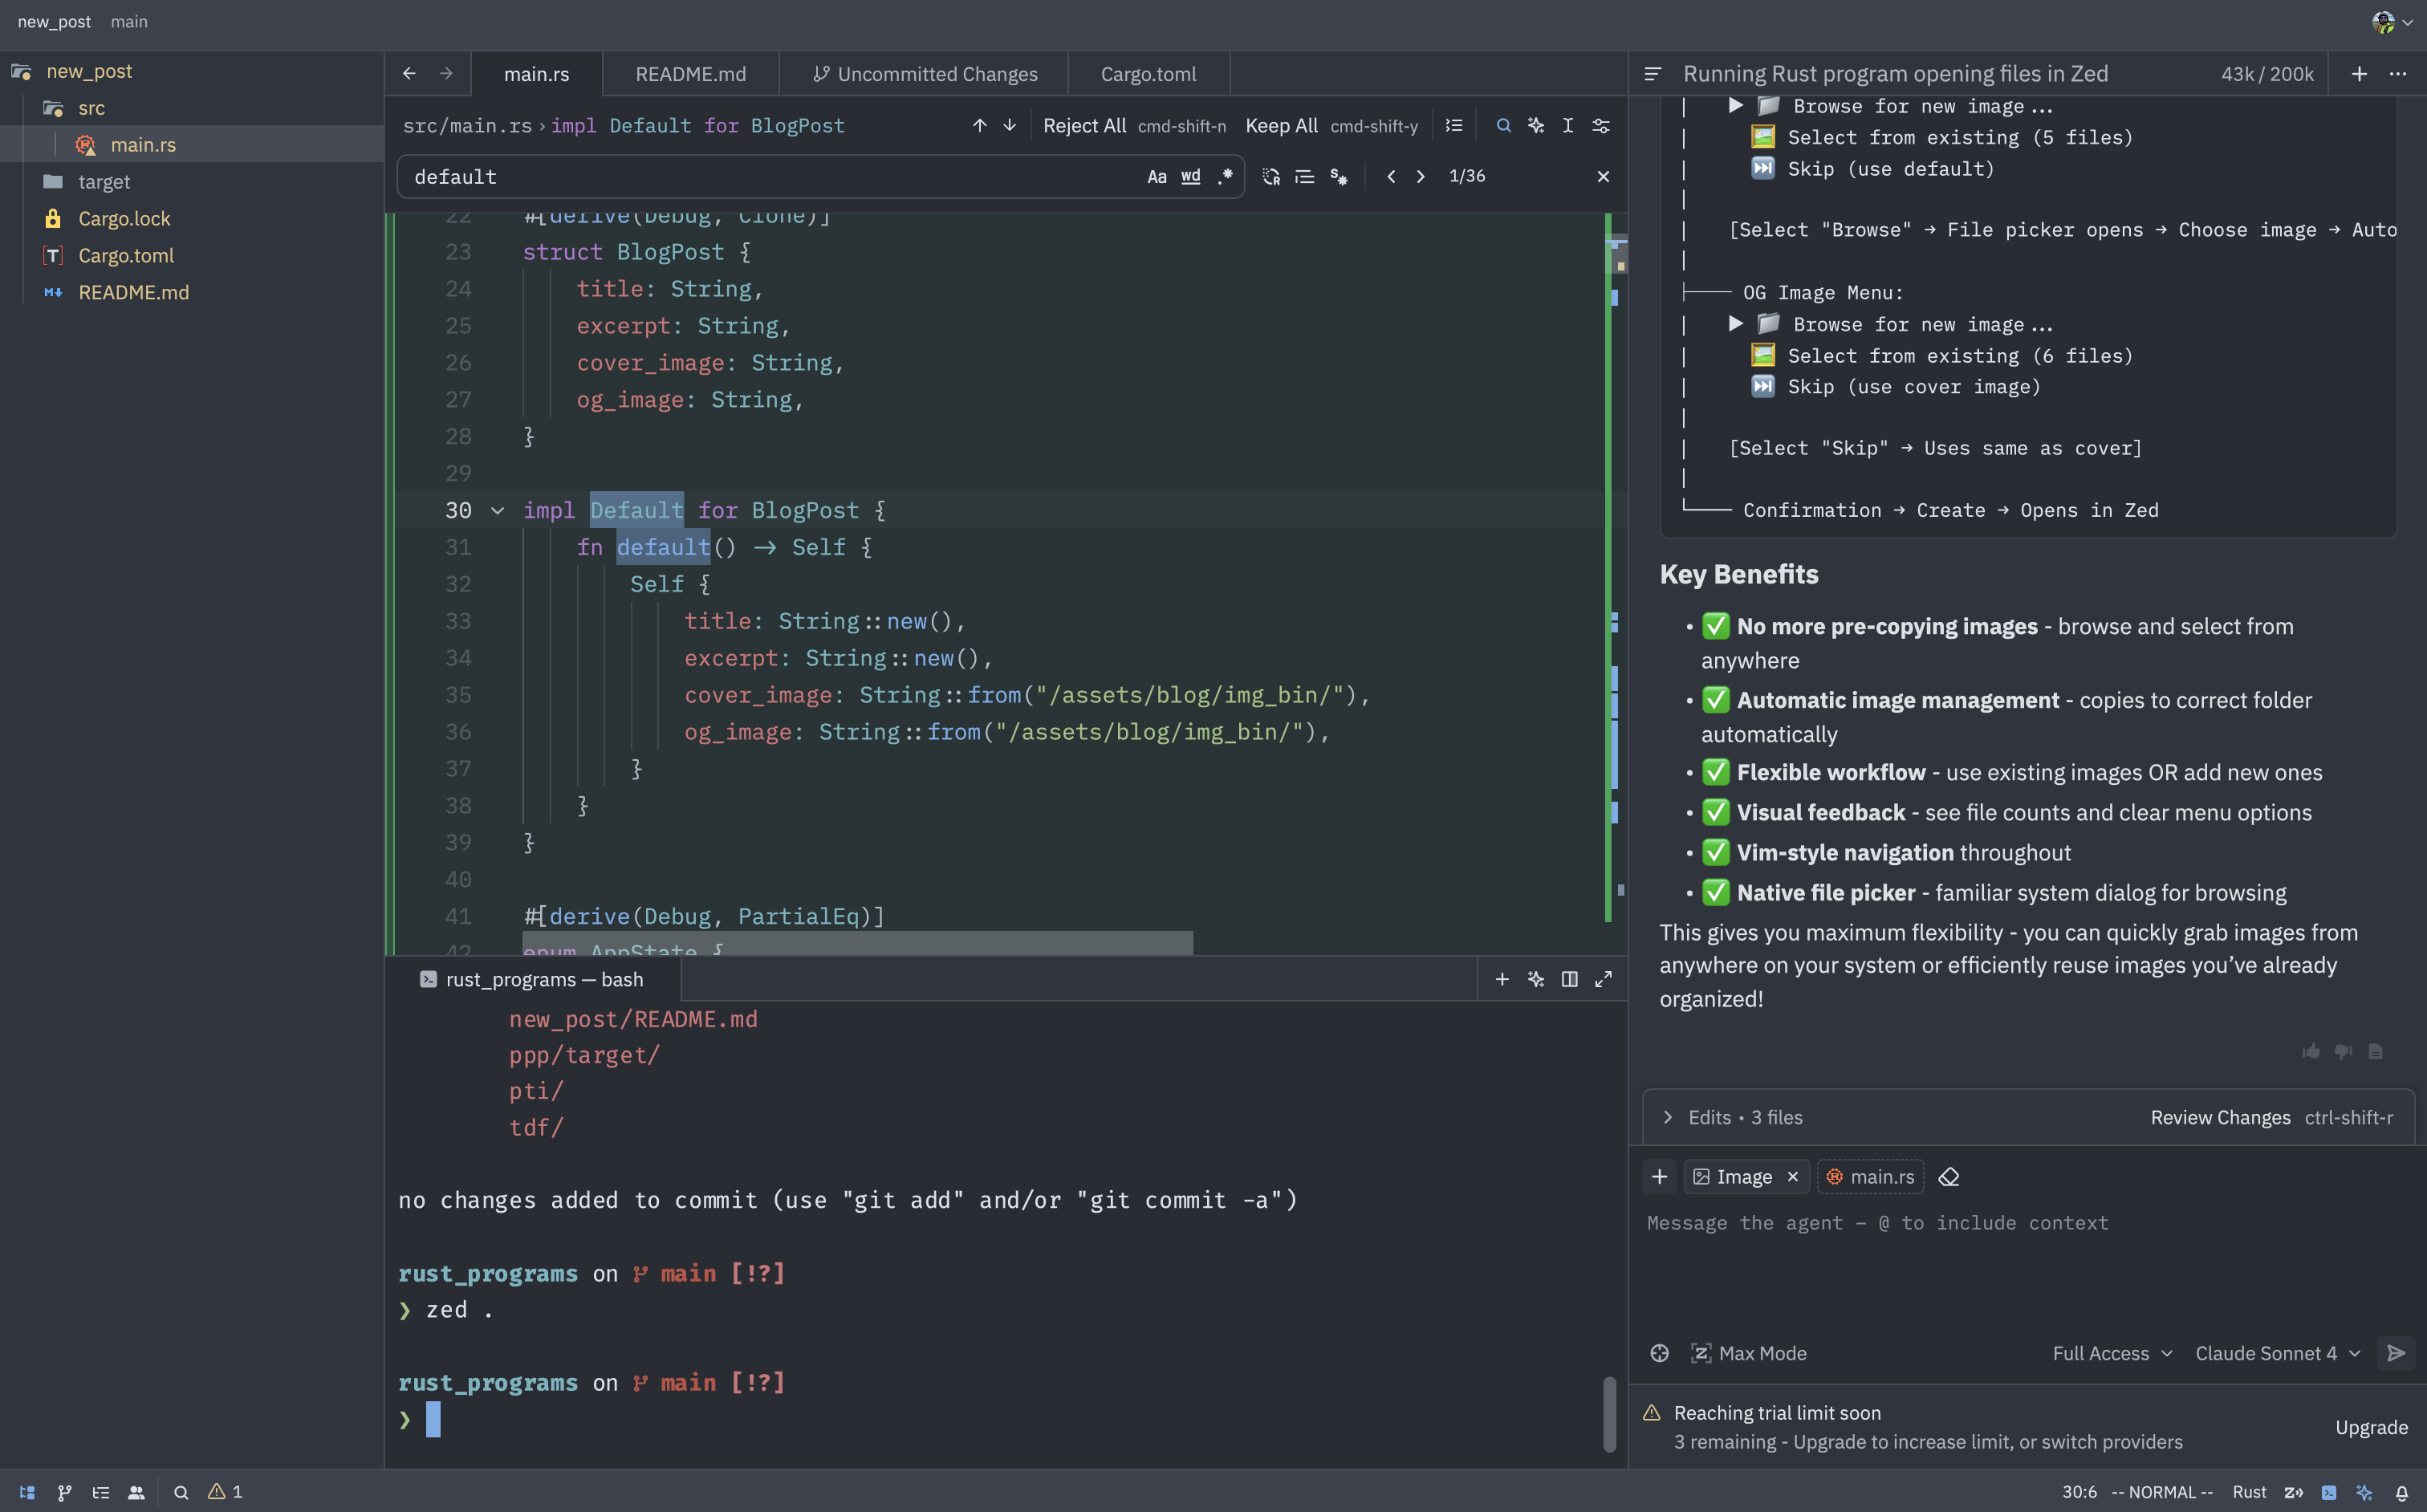 new_post main
new_post
src
main.rs
target
Cargo.lock
Cargo.toml
README.md
main.rs
README.md
Uncommitted Changes
Cargo.toml
src/main.rs › impl Default for BlogPost
Reject All cmd-shift-n Keep All cmd-shift-y
default
Aa wd .* 1/36
22 #[derive(Debug, Clone)]
23 struct BlogPost {
24 title: String,
25 excerpt: String,
26 cover_image: String,
27 og_image: String,
28 }
29
30 impl Default for BlogPost {
31 fn default() -> Self {
32 Self {
33 title: String::new(),
34 excerpt: String::new(),
35 cover_image: String::from("/assets/blog/img_bin/"),
36 og_image: String::from("/assets/blog/img_bin/"),
37 }
38 }
39 }
40
41 #[derive(Debug, PartialEq)]
42 enum AppState {
rust_programs — bash
new_post/README.md
ppp/target/
pti/
tdf/
no changes added to commit (use "git add" and/or "git commit -a")
rust_programs on main [!?]
❯ zed .
rust_programs on main [!?]
❯
Running Rust program opening files in Zed 43k / 200k
▶ 📁 Browse for new image...
🖼️ Select from existing (5 files)
⏭️ Skip (use default)
[Select "Browse" → File picker opens → Choose image → Auto
├── OG Image Menu:
▶ 📁 Browse for new image...
🖼️ Select from existing (6 files)
⏭️ Skip (use cover image)
[Select "Skip" → Uses same as cover]
└── Confirmation → Create → Opens in Zed
Key Benefits
• ✅ No more pre-copying images - browse and select from
anywhere
• ✅ Automatic image management - copies to correct folder
automatically
• ✅ Flexible workflow - use existing images OR add new ones
• ✅ Visual feedback - see file counts and clear menu options
• ✅ Vim-style navigation throughout
• ✅ Native file picker - familiar system dialog for browsing
This gives you maximum flexibility - you can quickly grab images from
anywhere on your system or efficiently reuse images you’ve already
organized!
Edits • 3 files Review Changes ctrl-shift-r
Image main.rs
Message the agent — @ to include context
Max Mode Full Access Claude Sonnet 4
Reaching trial limit soon
3 remaining - Upgrade to increase limit, or switch providers
Upgrade
1 30:6 -- NORMAL -- Rust